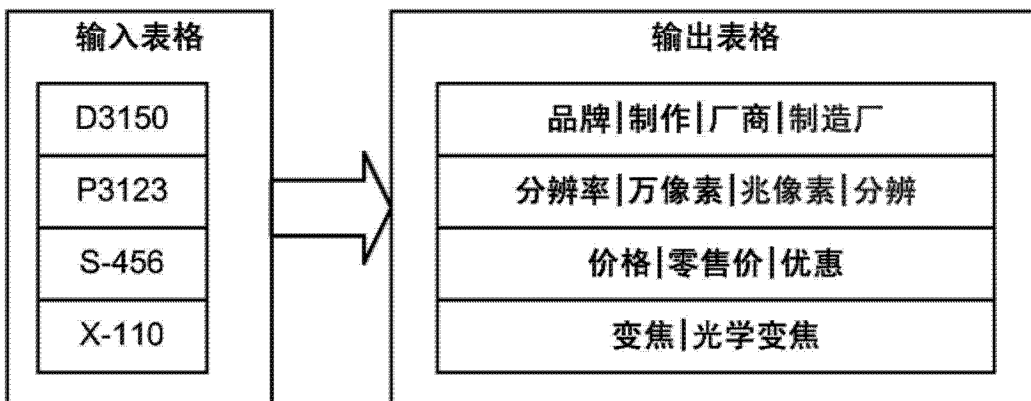 输入表格
D3150
P3123
S-456
X-110
输出表格
品牌|制作|厂商|制造厂
分辨率|万像素|兆像素|分辨
价格|零售价|优惠
变焦|光学变焦